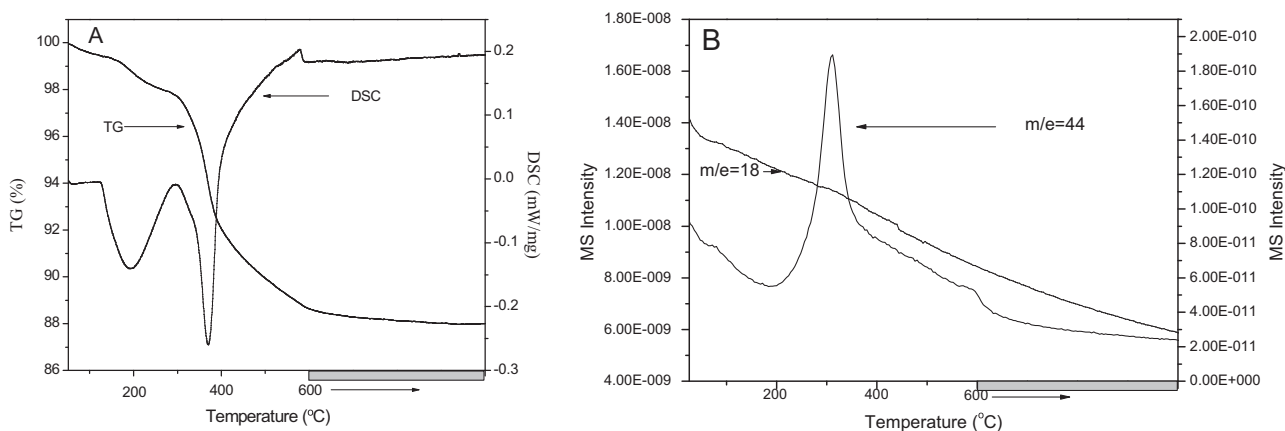 A
100
98
96
94
92
90
88
86
TG (%)
TG
DSC
0.2
0.1
0.0
-0.1
-0.2
-0.3
DSC (mW/mg)
200
400
600
Temperature (ºC)
B
1.80E-008
1.60E-008
1.40E-008
1.20E-008
1.00E-008
8.00E-009
6.00E-009
4.00E-009
MS Intensity
m/e=44
m/e=18
2.00E-010
1.80E-010
1.60E-010
1.40E-010
1.20E-010
1.00E-010
8.00E-011
6.00E-011
4.00E-011
2.00E-011
0.00E+000
MS Intensity
200
400
600
Temperature (°C)